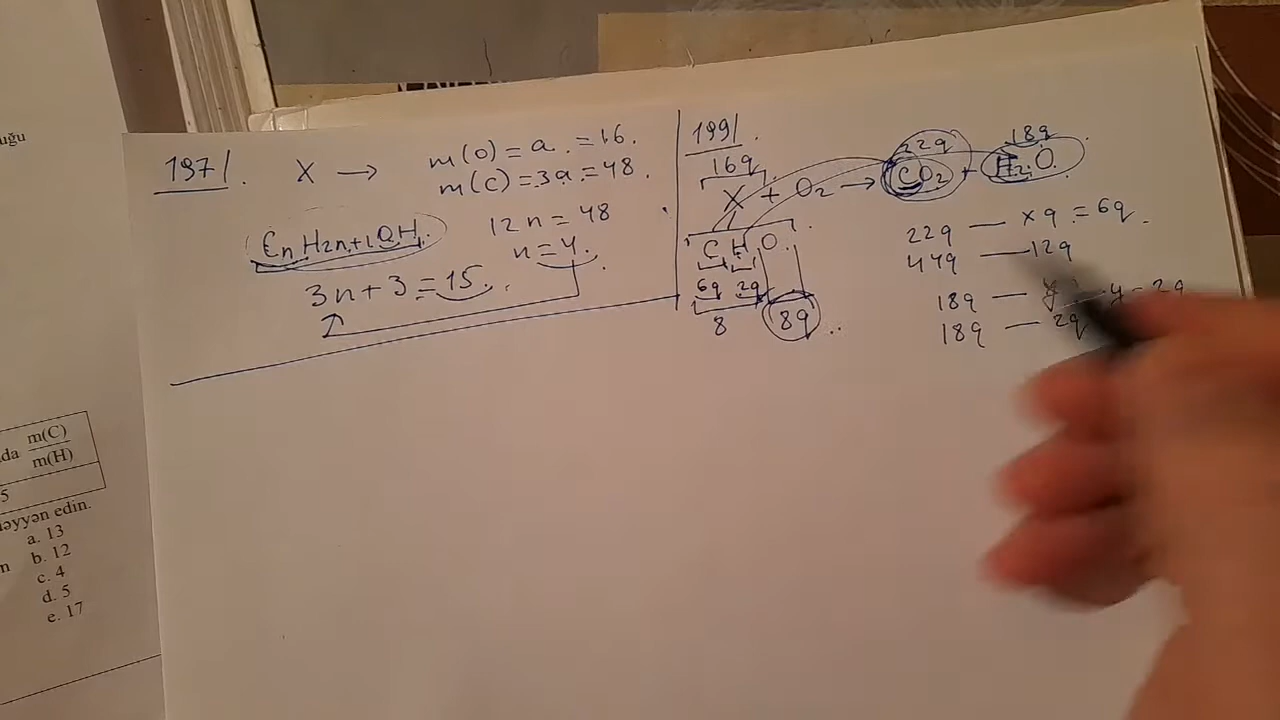 uğu
da m(C)
m(H)
5
əyyən edin.
a. 13
n b. 12
c. 4
d. 5
e. 17
197/.
X → m(O) = a. = 16.
m(C) = 3a. = 48.
CnH2n+1OH
12n = 48
n = 4.
3n + 3 = 15.
199/.
16q 22q 18q
X + O2 → CO2 + H2O.
C H O.
6q 2q
8 8q ..
22q — xq = 6q.
44q — 12q
18q — y y = 2q
18q — 2q